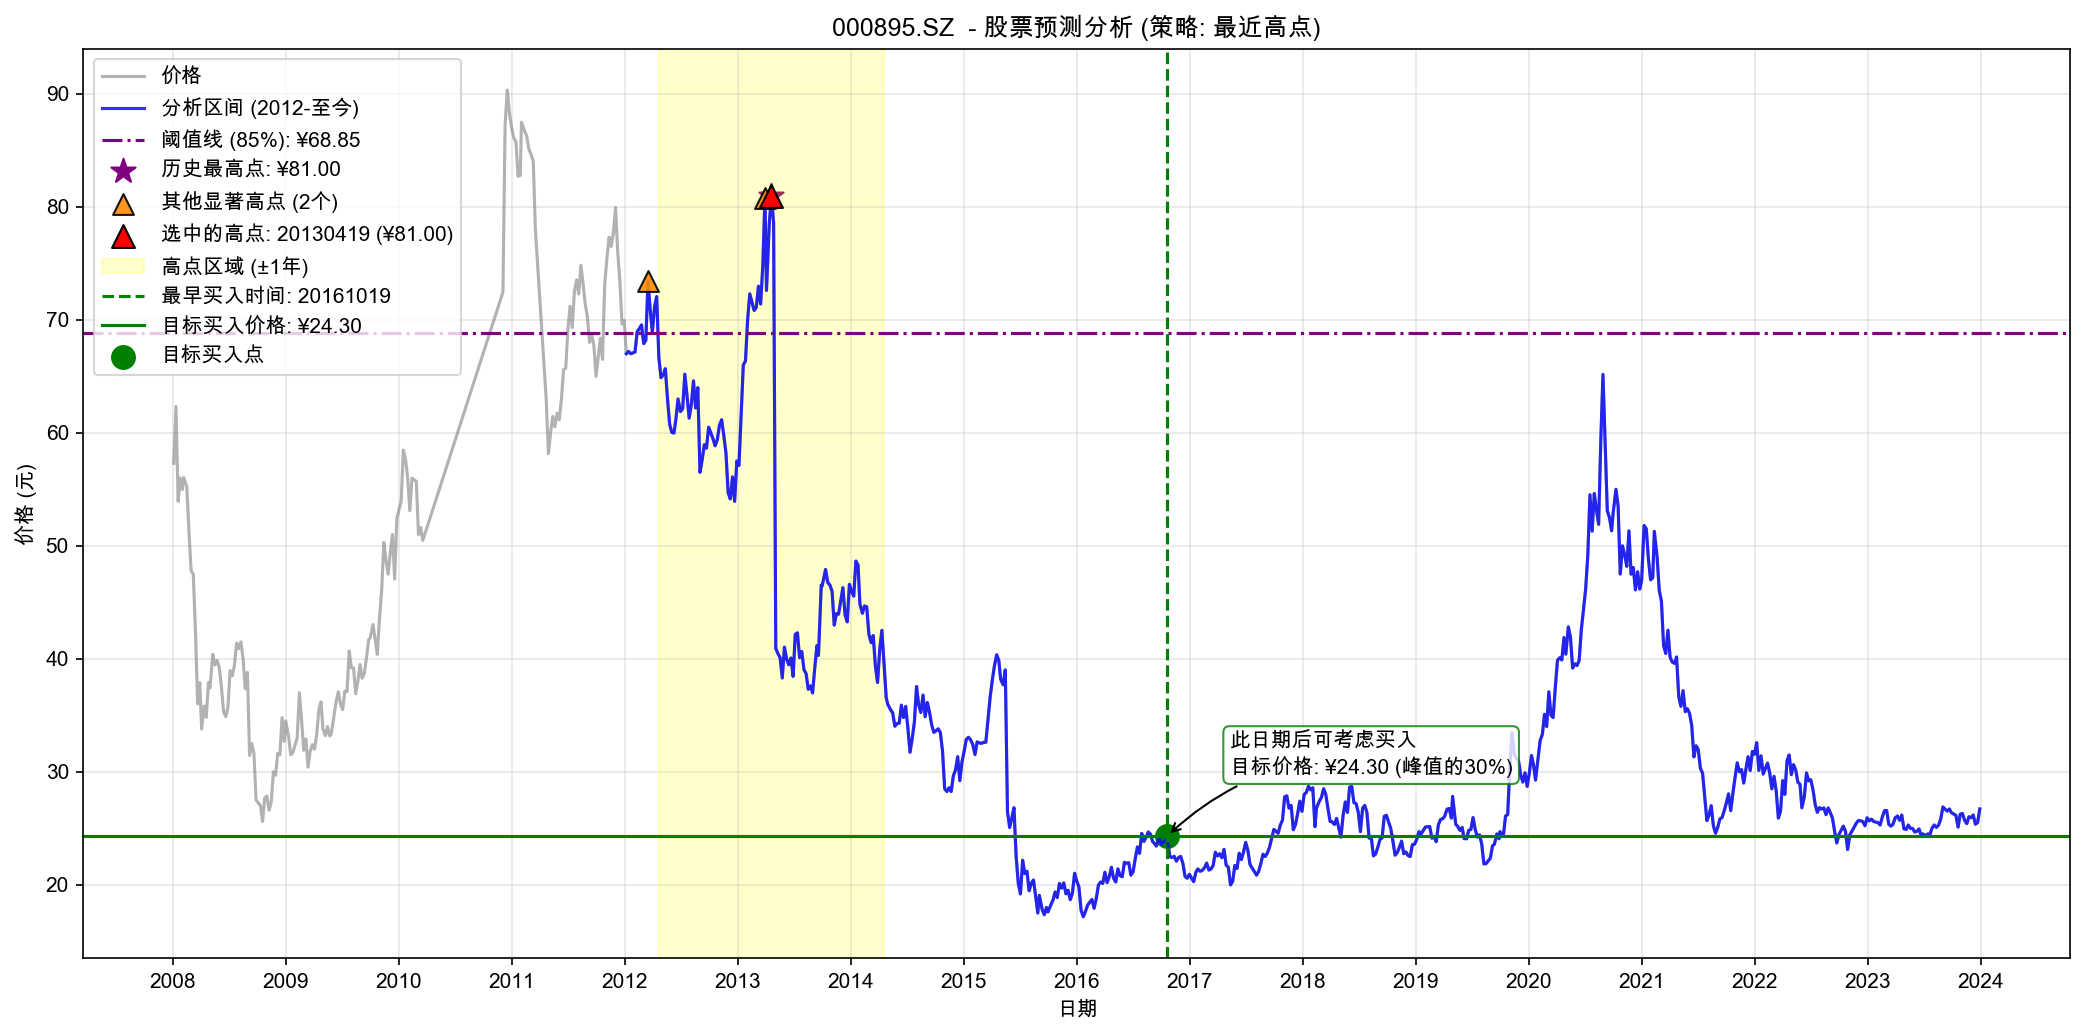 000895.SZ - 股票预测分析 (策略: 最近高点)
价格
分析区间 (2012-至今)
阈值线 (85%): ¥68.85
历史最高点: ¥81.00
其他显著高点 (2个)
选中的高点: 20130419 (¥81.00)
高点区域 (±1年)
最早买入时间: 20161019
目标买入价格: ¥24.30
目标买入点
90
80
70
60
50
40
30
20
价格 (元)
此日期后可考虑买入
目标价格: ¥24.30 (峰值的30%)
2008 2009 2010 2011 2012 2013 2014 2015 2016 2017 2018 2019 2020 2021 2022 2023 2024
日期